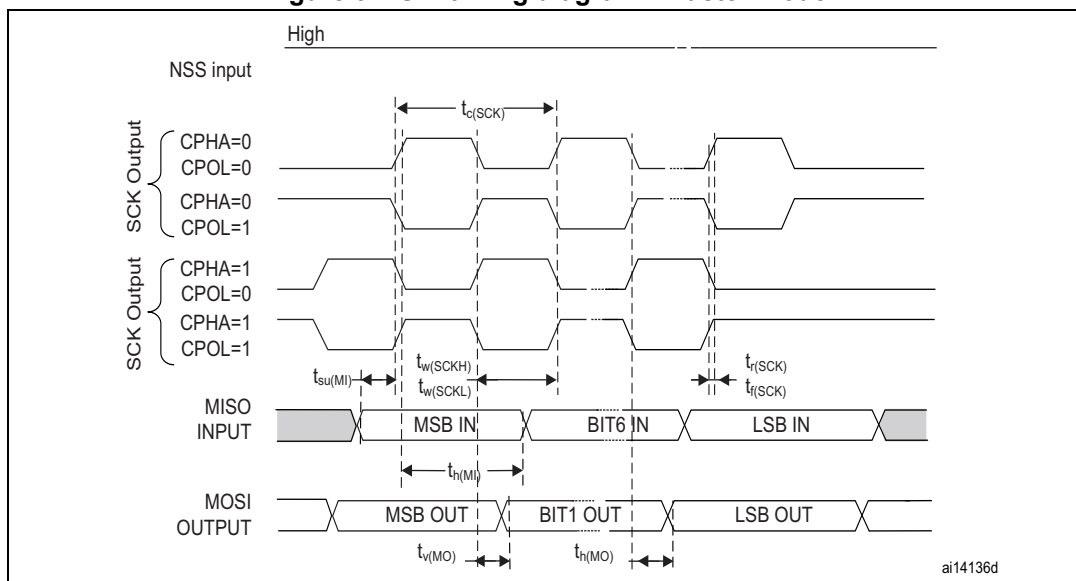 High
NSS input
tc(SCK)
SCK Output
CPHA=0
CPOL=0
CPHA=0
CPOL=1
SCK Output
CPHA=1
CPOL=0
CPHA=1
CPOL=1
tsu(MI)
tw(SCKH)
tw(SCKL)
tr(SCK)
tf(SCK)
MISO
INPUT
MSB IN
BIT6 IN
LSB IN
th(MI)
MOSI
OUTPUT
MSB OUT
BIT1 OUT
LSB OUT
tv(MO)
th(MO)
ai14136d